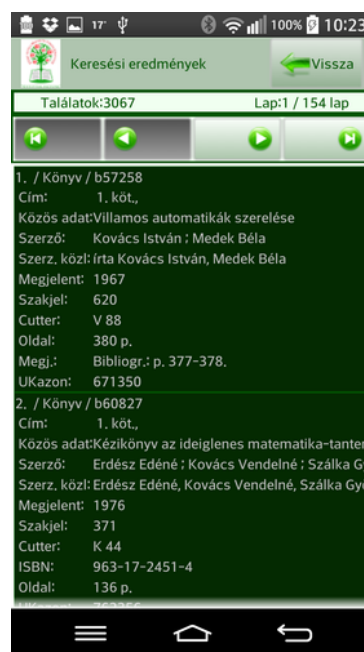 17° 100% 10:23
Keresési eredmények Vissza
Találatok:3067 Lap:1 / 154 lap
1. / Könyv / b57258
Cím: 1. köt.,
Közös adat:Villamos automatikák szerelése
Szerző: Kovács István ; Medek Béla
Szerz. közl: írta Kovács István, Medek Béla
Megjelent: 1967
Szakjel: 620
Cutter: V 88
Oldal: 380 p.
Megj.: Bibliogr.: p. 377-378.
UKazon: 671350
2. / Könyv / b60827
Cím: 1. köt.,
Közös adat:Kézikönyv az ideiglenes matematika-tanter
Szerző: Erdész Edéné ; Kovács Vendelné ; Szálka G
Szerz. közl: Erdész Edéné, Kovács Vendelné, Szálka Gy
Megjelent: 1976
Szakjel: 371
Cutter: K 44
ISBN: 963-17-2451-4
Oldal: 136 p.